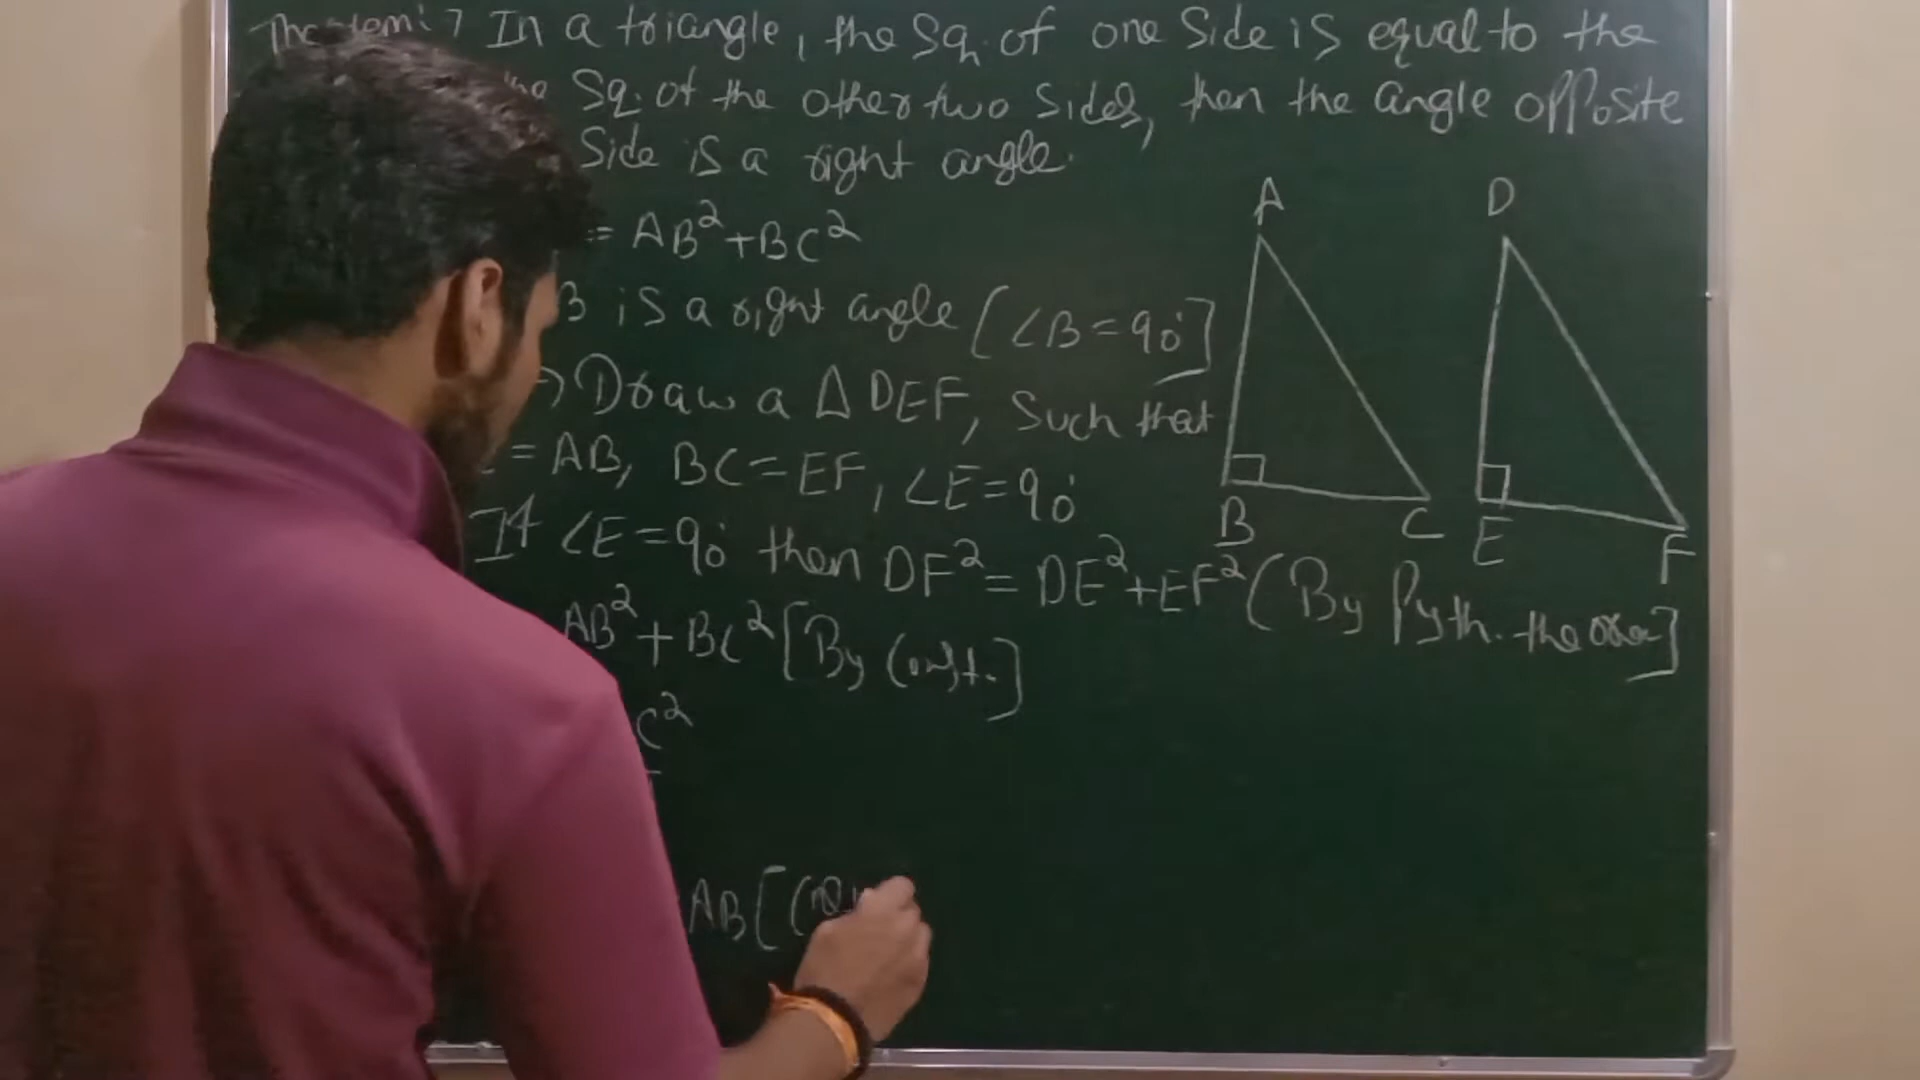 In a triangle, the Sq. of one Side is equal to the
Sq. of the other two Sides, then the angle opposite
Side is a right angle.
= AB²+BC²
B is a right angle [∠B=90°]
→ Draw a Δ DEF, Such that
= AB, BC=EF, ∠E=90°
If ∠E=90° then DF² = DE²+EF² (By Pyth. theorem]
AB²+BC² [By Const.]
C²
AB [
A
B
C
D
E
F